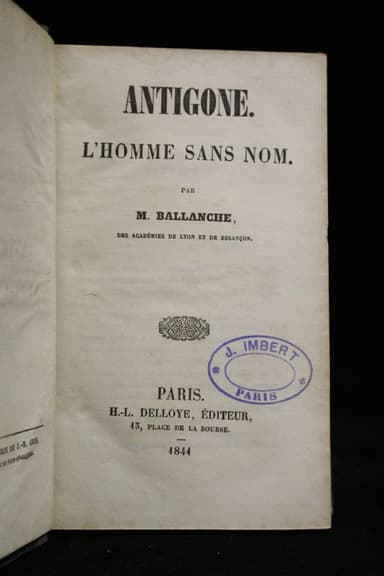 ANTIGONE.
L'HOMME SANS NOM.
PAR
M. BALLANCHE,
DES ACADÉMIES DE LYON ET DE BESANÇON.
* J. IMBERT *
PARIS
PARIS.
H.-L. DELLOYE, ÉDITEUR,
13, PLACE DE LA BOURSE.
1841